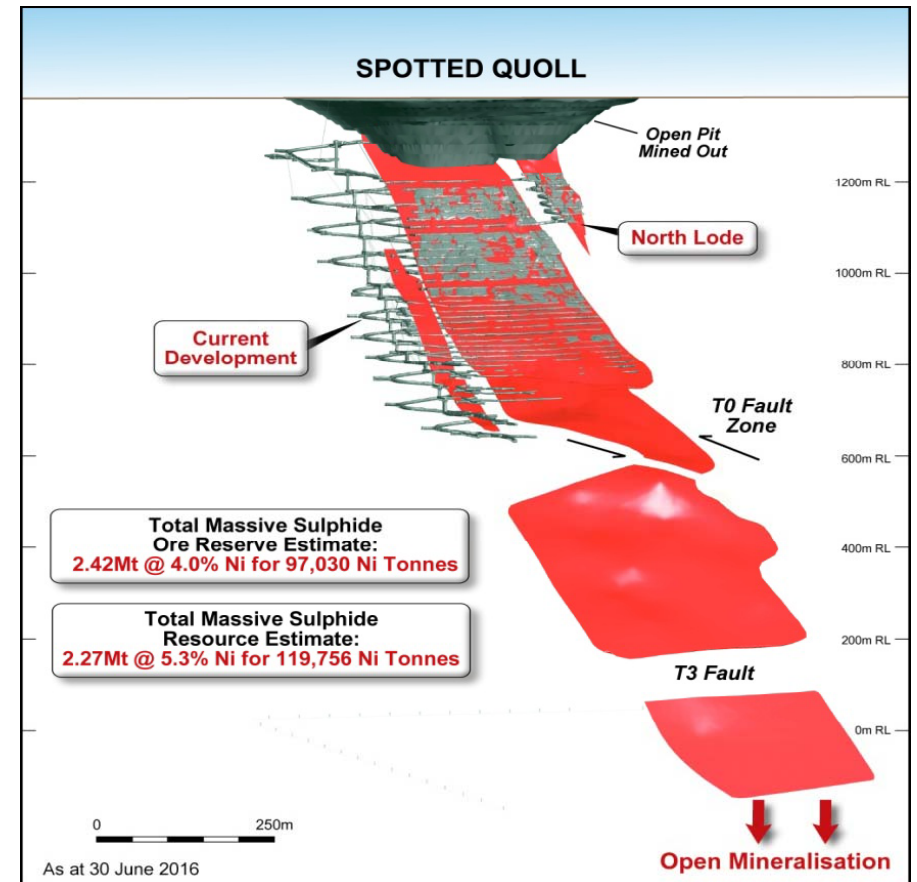 SPOTTED QUOLL
Open Pit
Mined Out
1200m RL
North Lode
1000m RL
Current
Development
800m RL
T0 Fault
Zone
600m RL
Total Massive Sulphide
Ore Reserve Estimate:
2.42Mt @ 4.0% Ni for 97,030 Ni Tonnes
400m RL
Total Massive Sulphide
Resource Estimate:
2.27Mt @ 5.3% Ni for 119,756 Ni Tonnes
200m RL
T3 Fault
0m RL
0 250m
As at 30 June 2016
Open Mineralisation